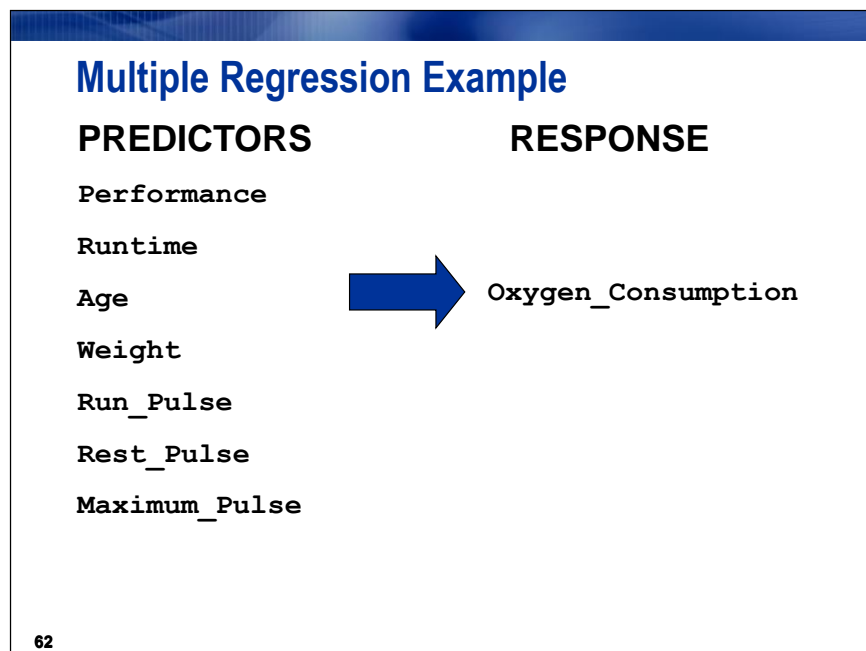 Multiple Regression Example
PREDICTORS
RESPONSE
Performance
Runtime
Age
Weight
Run_Pulse
Rest_Pulse
Maximum_Pulse
Oxygen_Consumption
62